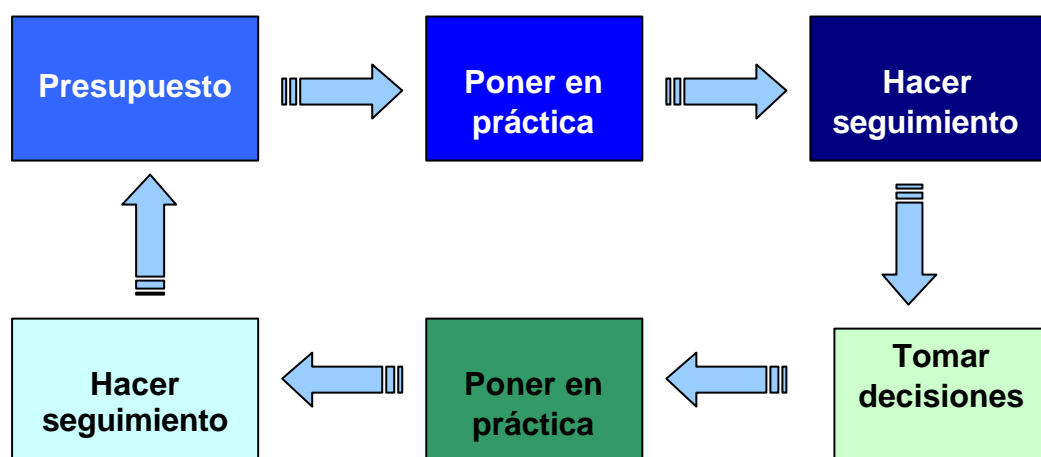 Presupuesto
Poner en
práctica
Hacer
seguimiento
Tomar
decisiones
Poner en
práctica
Hacer
seguimiento